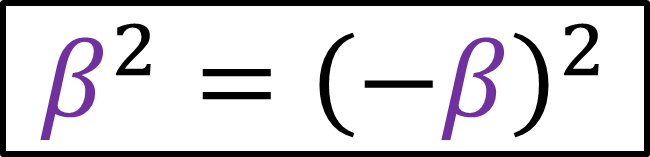 β² = (−β)²